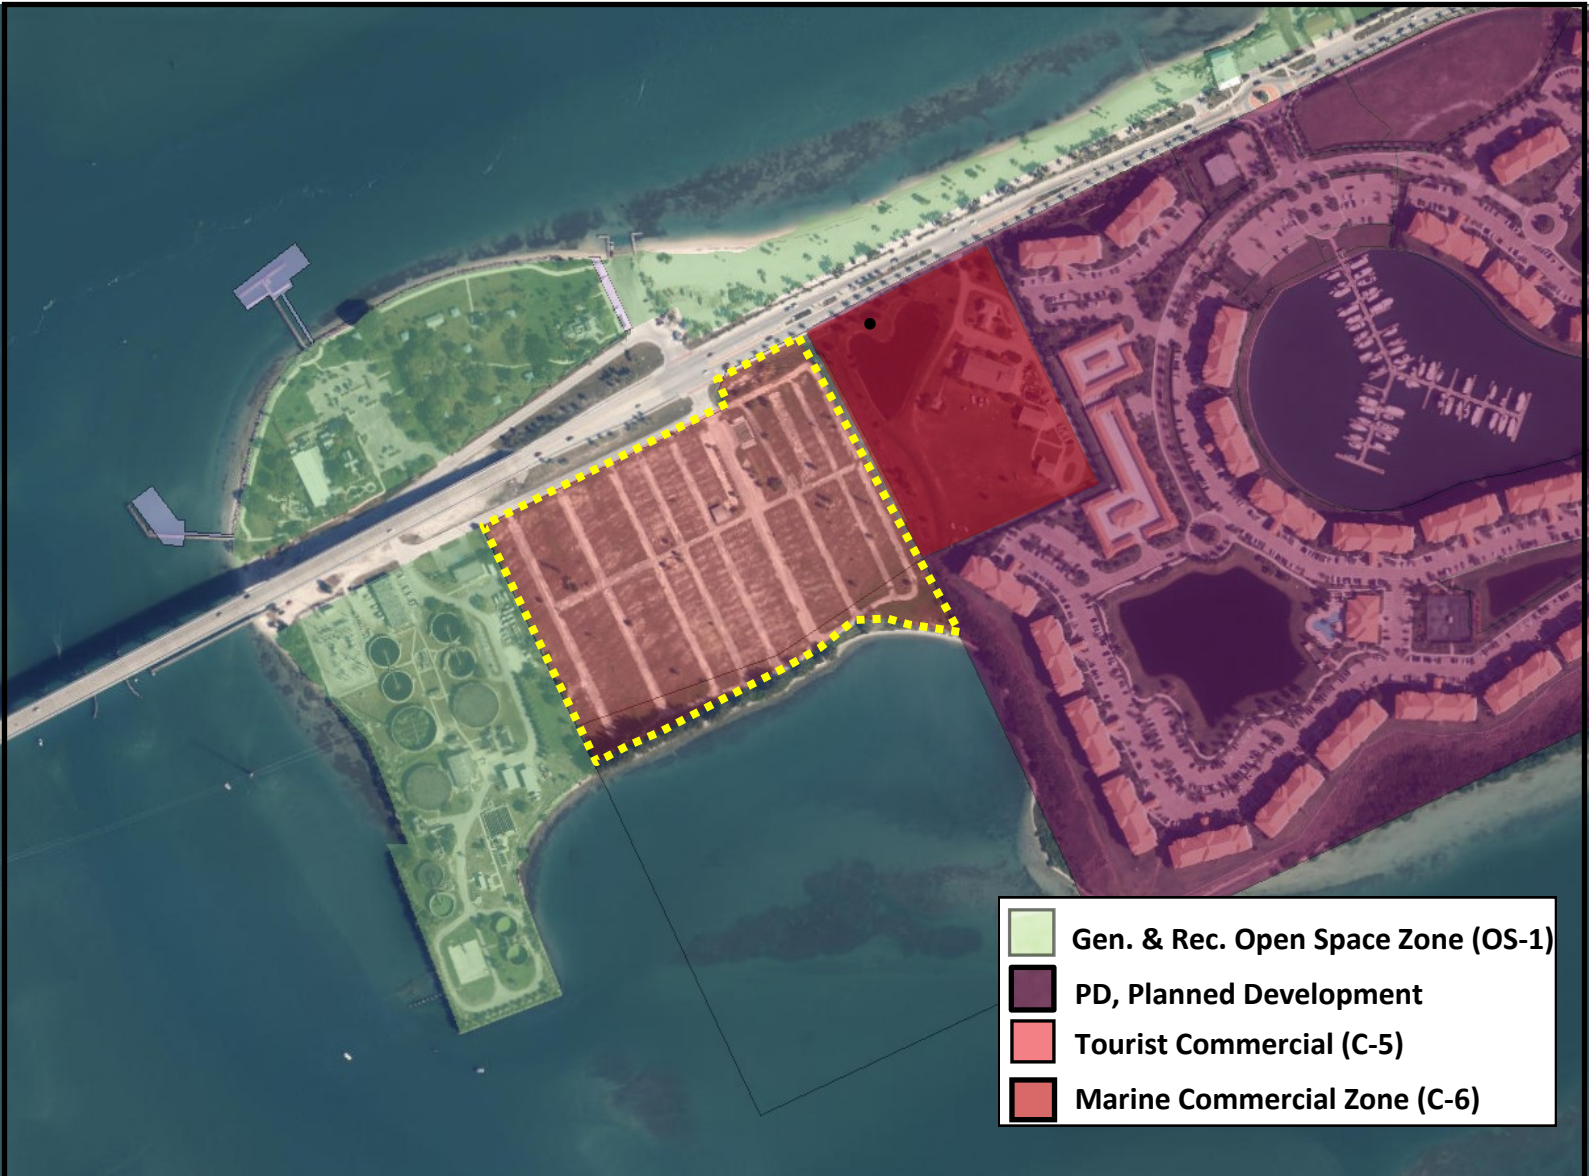 Gen. & Rec. Open Space Zone (OS-1)
PD, Planned Development
Tourist Commercial (C-5)
Marine Commercial Zone (C-6)